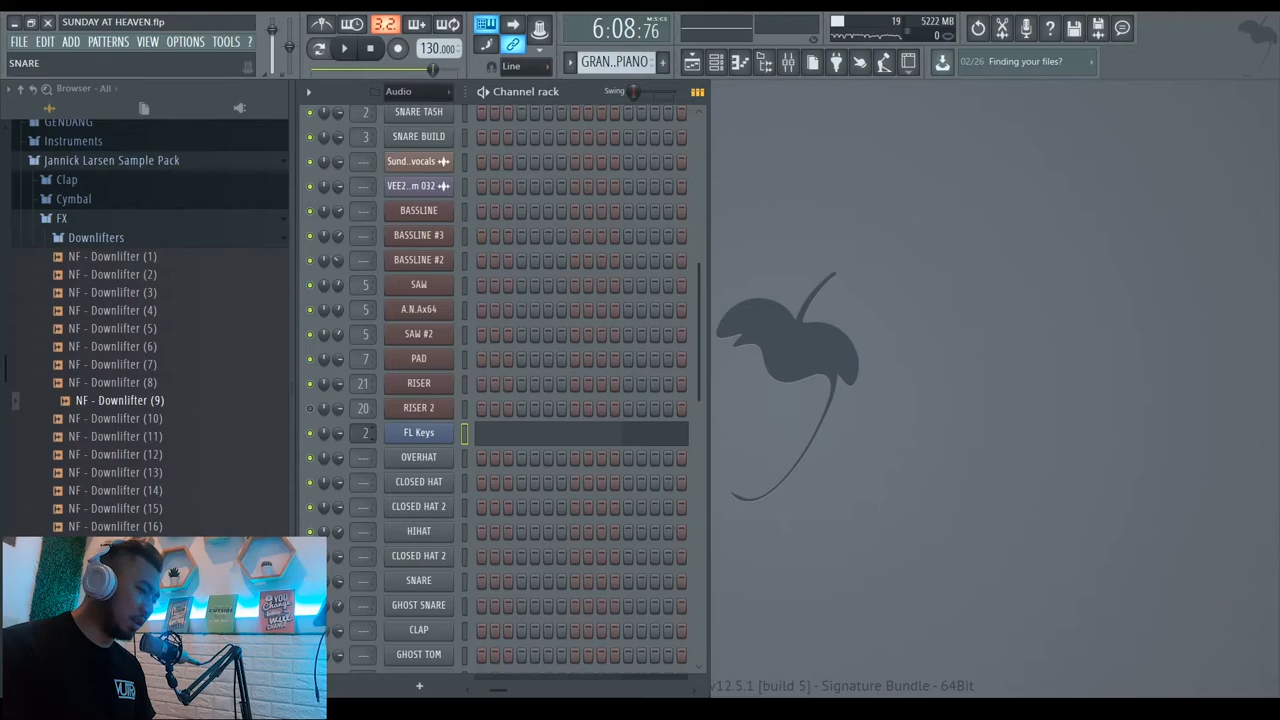 SUNDAY AT HEAVEN.flp
FILE EDIT ADD PATTERNS VIEW OPTIONS TOOLS ?
SNARE
3.2
130.000
Line
6:08:76
M:S:CS
GRAN..PIANO
19
5222 MB
0
02/26 Finding your files?
Browser - All
GENDANG
Instruments
Jannick Larsen Sample Pack
Clap
Cymbal
FX
Downlifters
NF - Downlifter (1)
NF - Downlifter (2)
NF - Downlifter (3)
NF - Downlifter (4)
NF - Downlifter (5)
NF - Downlifter (6)
NF - Downlifter (7)
NF - Downlifter (8)
NF - Downlifter (9)
NF - Downlifter (10)
NF - Downlifter (11)
NF - Downlifter (12)
NF - Downlifter (13)
NF - Downlifter (14)
NF - Downlifter (15)
NF - Downlifter (16)
Audio
Channel rack
Swing
2 SNARE TASH
3 SNARE BUILD
--- Sund..vocals
--- VEE2..m 032
--- BASSLINE
--- BASSLINE #3
--- BASSLINE #2
5 SAW
5 A.N.Ax64
5 SAW #2
7 PAD
21 RISER
20 RISER 2
2 FL Keys
--- OVERHAT
--- CLOSED HAT
--- CLOSED HAT 2
--- HIHAT
--- CLOSED HAT 2
--- SNARE
--- GHOST SNARE
--- CLAP
--- GHOST TOM
+
v12.5.1 [build 5] - Signature Bundle - 64Bit
OUTSIDE
YOU
Change